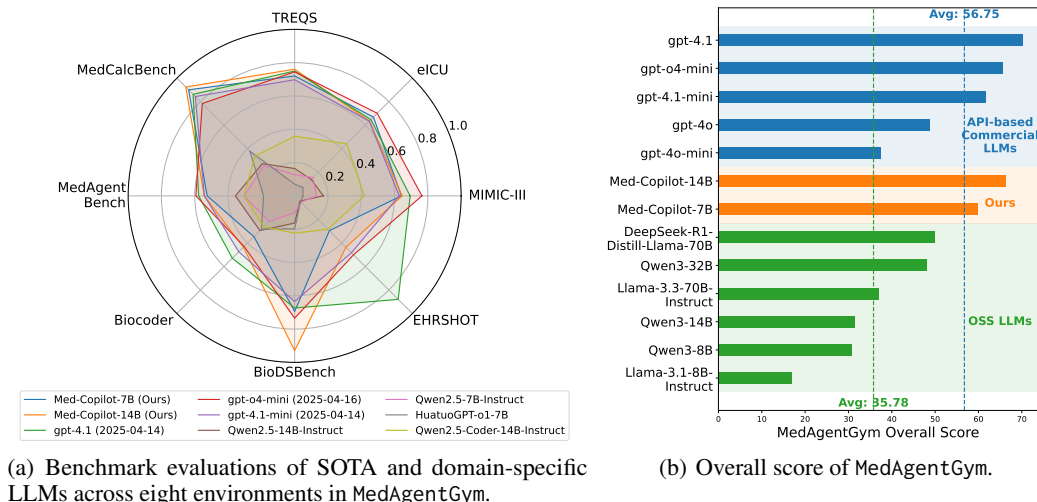 TREQS
eICU
MIMIC-III
EHRSHOT
BioDSBench
Biocoder
MedAgent
Bench
MedCalcBench
0.2
0.4
0.6
0.8
1.0
Med-Copilot-7B (Ours)
Med-Copilot-14B (Ours)
gpt-4.1 (2025-04-14)
gpt-o4-mini (2025-04-16)
gpt-4.1-mini (2025-04-14)
Qwen2.5-14B-Instruct
Qwen2.5-7B-Instruct
HuatuoGPT-o1-7B
Qwen2.5-Coder-14B-Instruct
(a) Benchmark evaluations of SOTA and domain-specific
LLMs across eight environments in MedAgentGym.
Avg: 56.75
gpt-4.1
gpt-o4-mini
gpt-4.1-mini
gpt-4o
gpt-4o-mini
Med-Copilot-14B
Med-Copilot-7B
DeepSeek-R1-
Distill-Llama-70B
Qwen3-32B
Llama-3.3-70B-
Instruct
Qwen3-14B
Qwen3-8B
Llama-3.1-8B-
Instruct
API-based
Commercial
LLMs
Ours
OSS LLMs
Avg: 35.78
0 10 20 30 40 50 60 70
MedAgentGym Overall Score
(b) Overall score of MedAgentGym.